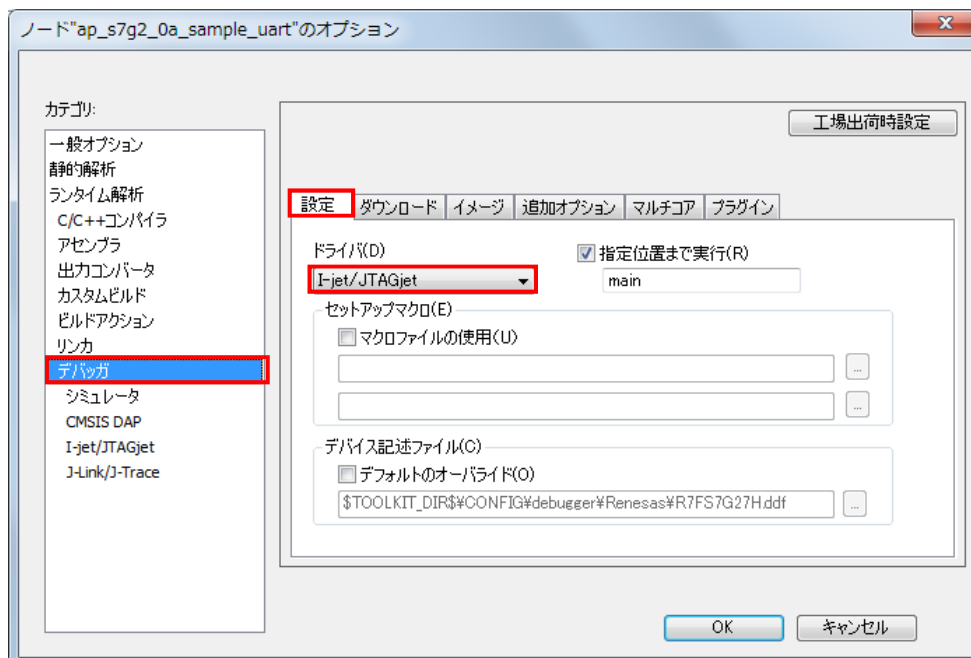 ノード"ap_s7g2_0a_sample_uart"のオプション
カテゴリ:
一般オプション
静的解析
ランタイム解析
C/C++コンパイラ
アセンブラ
出力コンバータ
カスタムビルド
ビルドアクション
リンカ
デバッガ
シミュレータ
CMSIS DAP
I-jet/JTAGjet
J-Link/J-Trace
工場出荷時設定
設定 ダウンロード イメージ 追加オプション マルチコア プラグイン
ドライバ(D)
I-jet/JTAGjet
指定位置まで実行(R)
main
セットアップマクロ(E)
マクロファイルの使用(U)
...
...
デバイス記述ファイル(C)
デフォルトのオーバライド(O)
$TOOLKIT_DIR$¥CONFIG¥debugger¥Renesas¥R7FS7G27H.ddf
...
OK
キャンセル